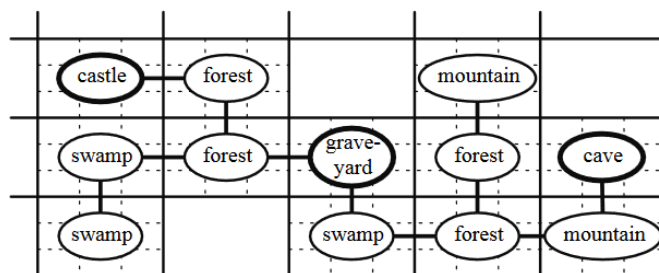 castle forest mountain
swamp forest grave-
yard forest cave
swamp swamp forest mountain